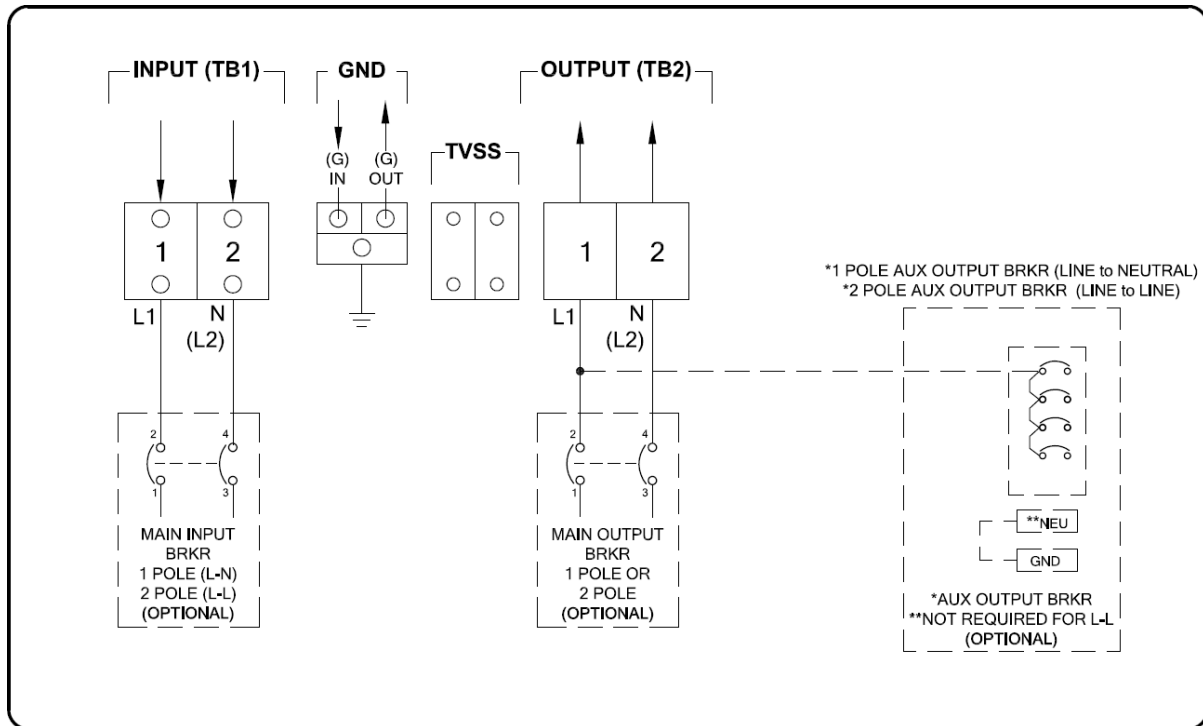 INPUT (TB1)
GND
OUTPUT (TB2)
(G)
IN
(G)
OUT
TVSS
1
2
1
2
L1
N
(L2)
L1
N
(L2)
*1 POLE AUX OUTPUT BRKR (LINE to NEUTRAL)
*2 POLE AUX OUTPUT BRKR (LINE to LINE)
2
4
1
3
MAIN INPUT
BRKR
1 POLE (L-N)
2 POLE (L-L)
(OPTIONAL)
2
4
1
3
MAIN OUTPUT
BRKR
1 POLE OR
2 POLE
(OPTIONAL)
**NEU
GND
*AUX OUTPUT BRKR
**NOT REQUIRED FOR L-L
(OPTIONAL)